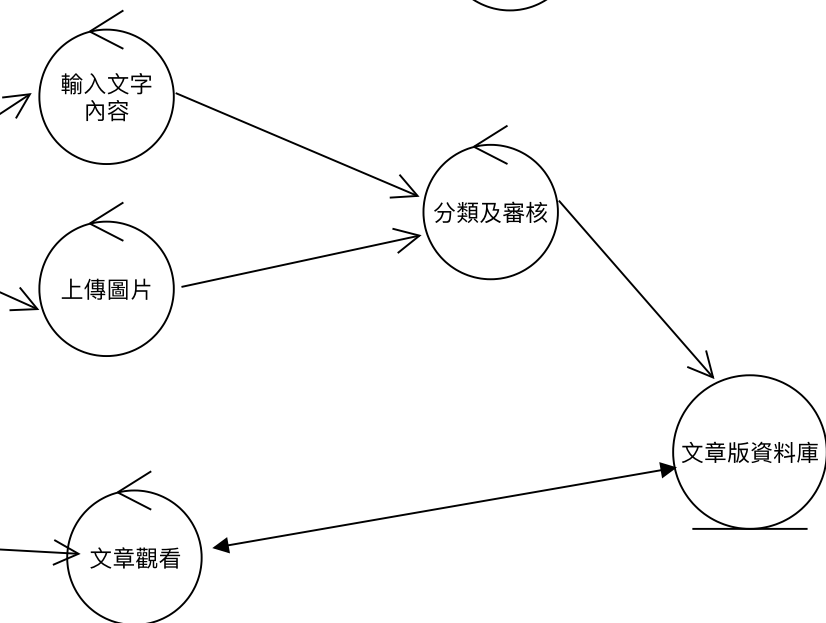 輸入文字
內容
分類及審核
上傳圖片
文章版資料庫
文章觀看